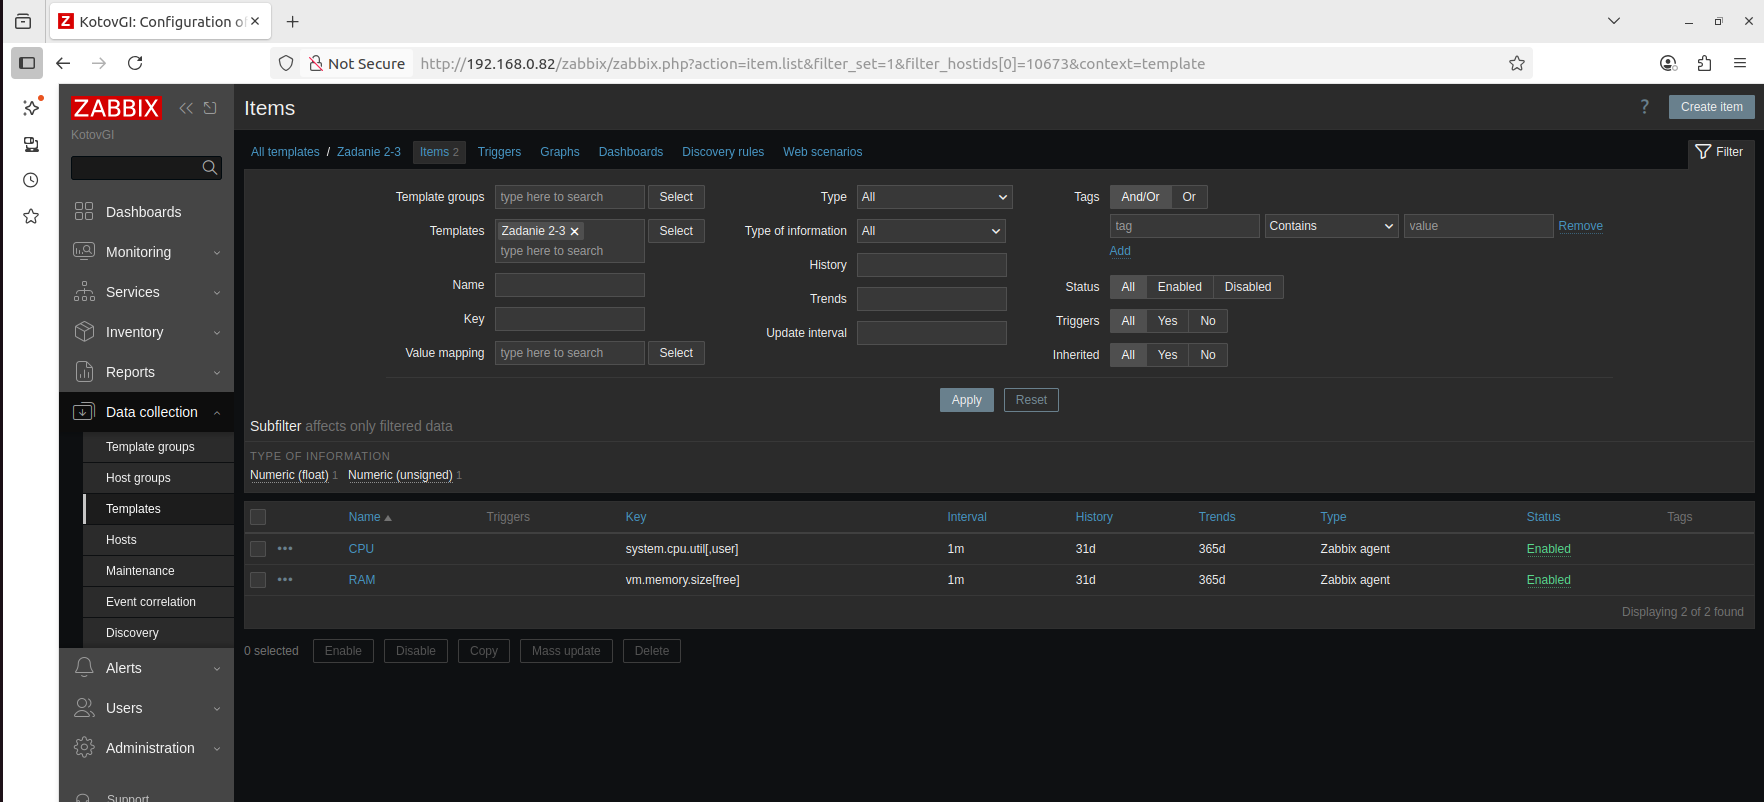 KotovGI: Configuration o
Not Secure
http://192.168.0.82/zabbix/zabbix.php?action=item.list&filter_set=1&filter_hostids[0]=10673&context=template
ZABBIX
KotovGI
Dashboards
Monitoring
Services
Inventory
Reports
Data collection
Template groups
Host groups
Templates
Hosts
Maintenance
Event correlation
Discovery
Alerts
Users
Administration
Support
Items
? Create item
All templates / Zadanie 2-3 Items 2 Triggers Graphs Dashboards Discovery rules Web scenarios
Filter
Template groups type here to search Select
Templates Zadanie 2-3 Select
type here to search
Name
Key
Value mapping type here to search Select
Type All
Type of information All
History
Trends
Update interval
Tags And/Or Or
tag Contains value Remove
Add
Status All Enabled Disabled
Triggers All Yes No
Inherited All Yes No
Apply Reset
Subfilter affects only filtered data
TYPE OF INFORMATION
Numeric (float) 1 Numeric (unsigned) 1
Name Triggers Key Interval History Trends Type Status Tags
CPU system.cpu.util[,user] 1m 31d 365d Zabbix agent Enabled
RAM vm.memory.size[free] 1m 31d 365d Zabbix agent Enabled
Displaying 2 of 2 found
0 selected Enable Disable Copy Mass update Delete